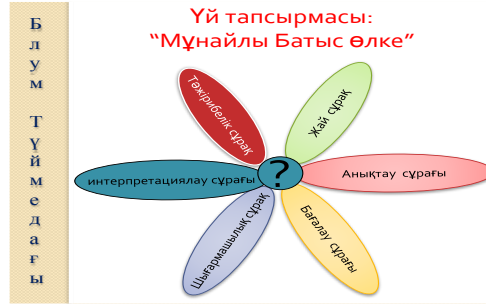 Блум Түймедағы
Үй тапсырмасы:
“Мұнайлы Батыс өлке”
Тәжірибелік сұрақ
Жай сұрақ
интерпретациялау сұрағы
?
Анықтау сұрағы
Шығармашылық сұрақ
Бағалау сұрағы